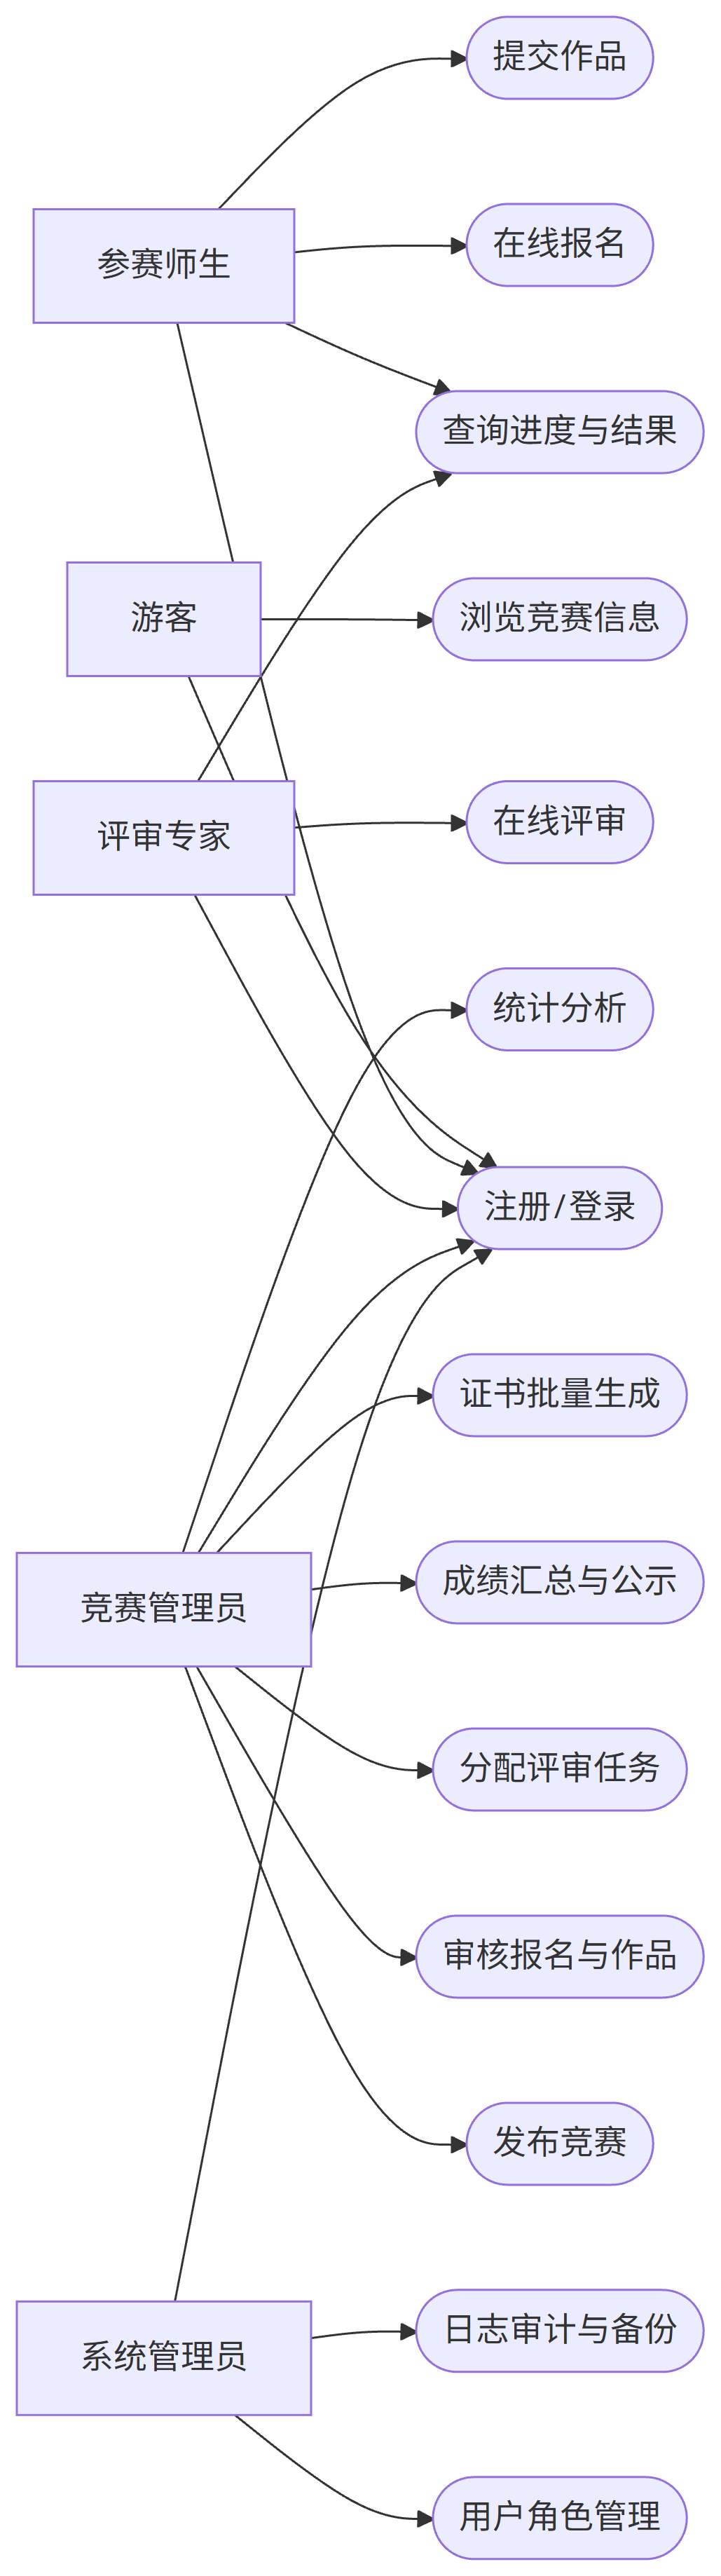 提交作品
在线报名
参赛师生
查询进度与结果
游客
浏览竞赛信息
评审专家
在线评审
统计分析
注册/登录
证书批量生成
成绩汇总与公示
竞赛管理员
分配评审任务
审核报名与作品
发布竞赛
日志审计与备份
系统管理员
用户角色管理